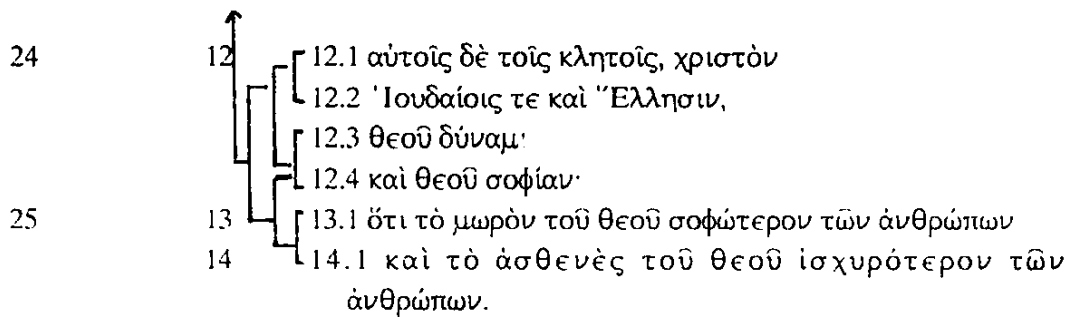 24 12 12.1 αὐτοῖς δὲ τοῖς κλητοῖς, χριστὸν
12.2 Ἰουδαίοις τε καὶ Ἕλλησιν,
12.3 θεοῦ δύναμ·
12.4 καὶ θεοῦ σοφίαν·
25 13 13.1 ὅτι τὸ μωρὸν τοῦ θεοῦ σοφώτερον τῶν ἀνθρώπων
14 14.1 καὶ τὸ ἀσθενὲς τοῦ θεοῦ ἰσχυρότερον τῶν
ἀνθρώπων.